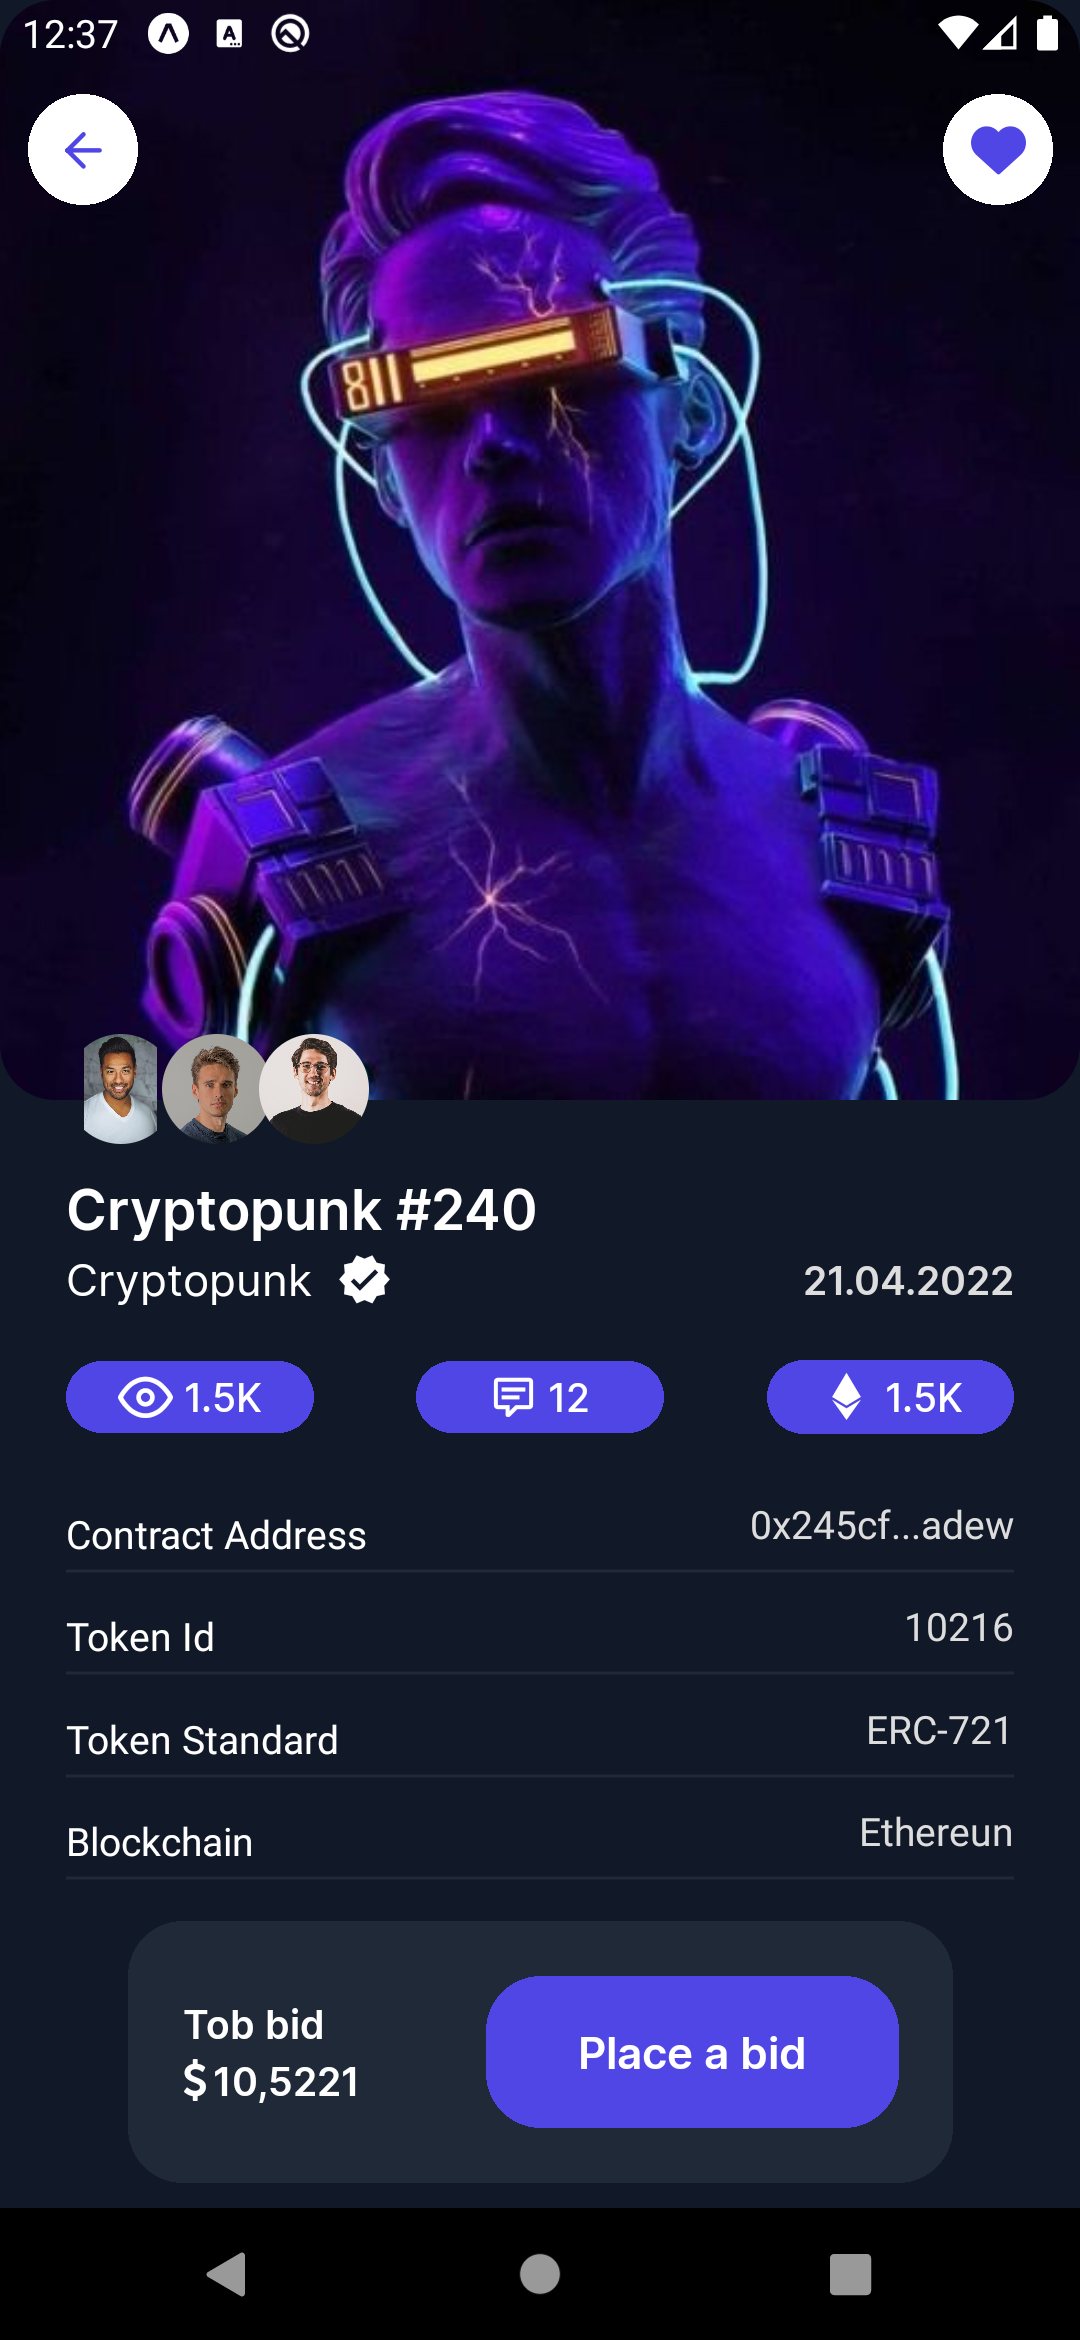 12:37
811
Cryptopunk #240
Cryptopunk
21.04.2022
1.5K
12
1.5K
Contract Address
0x245cf...adew
Token Id
10216
Token Standard
ERC-721
Blockchain
Ethereun
Tob bid
$10,5221
Place a bid